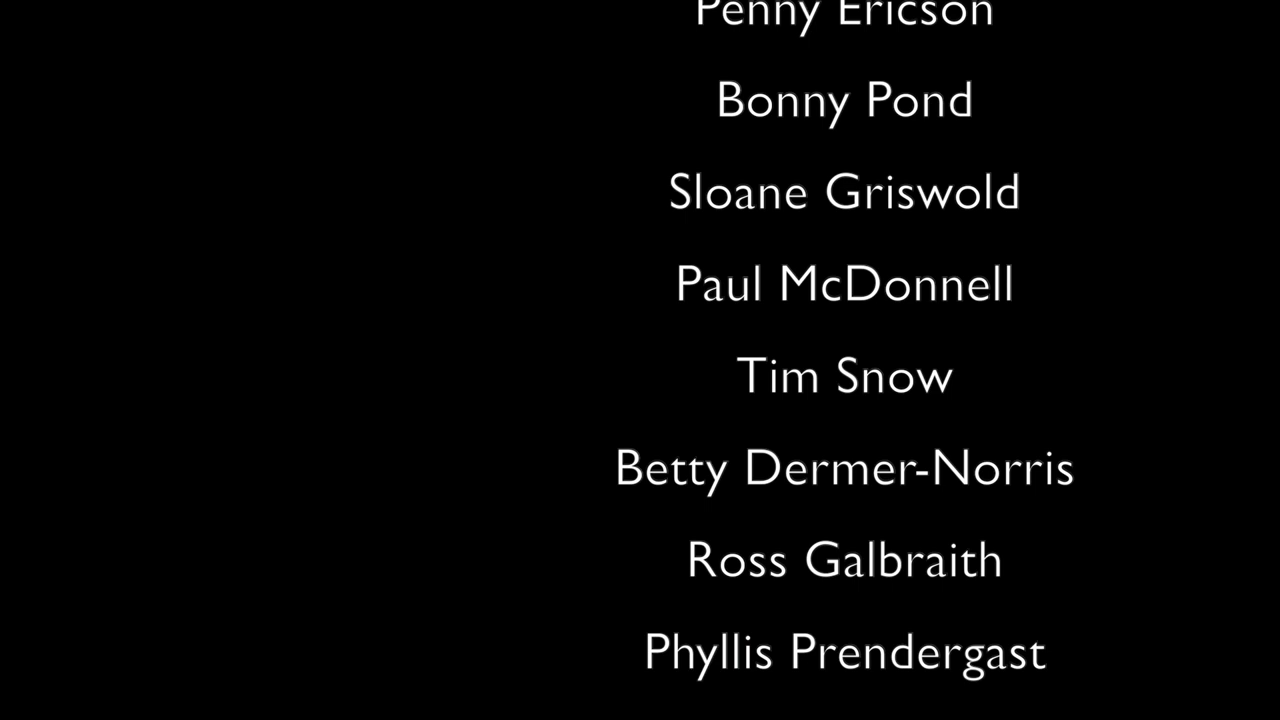 Penny Ericson
Bonny Pond
Sloane Griswold
Paul McDonnell
Tim Snow
Betty Dermer-Norris
Ross Galbraith
Phyllis Prendergast